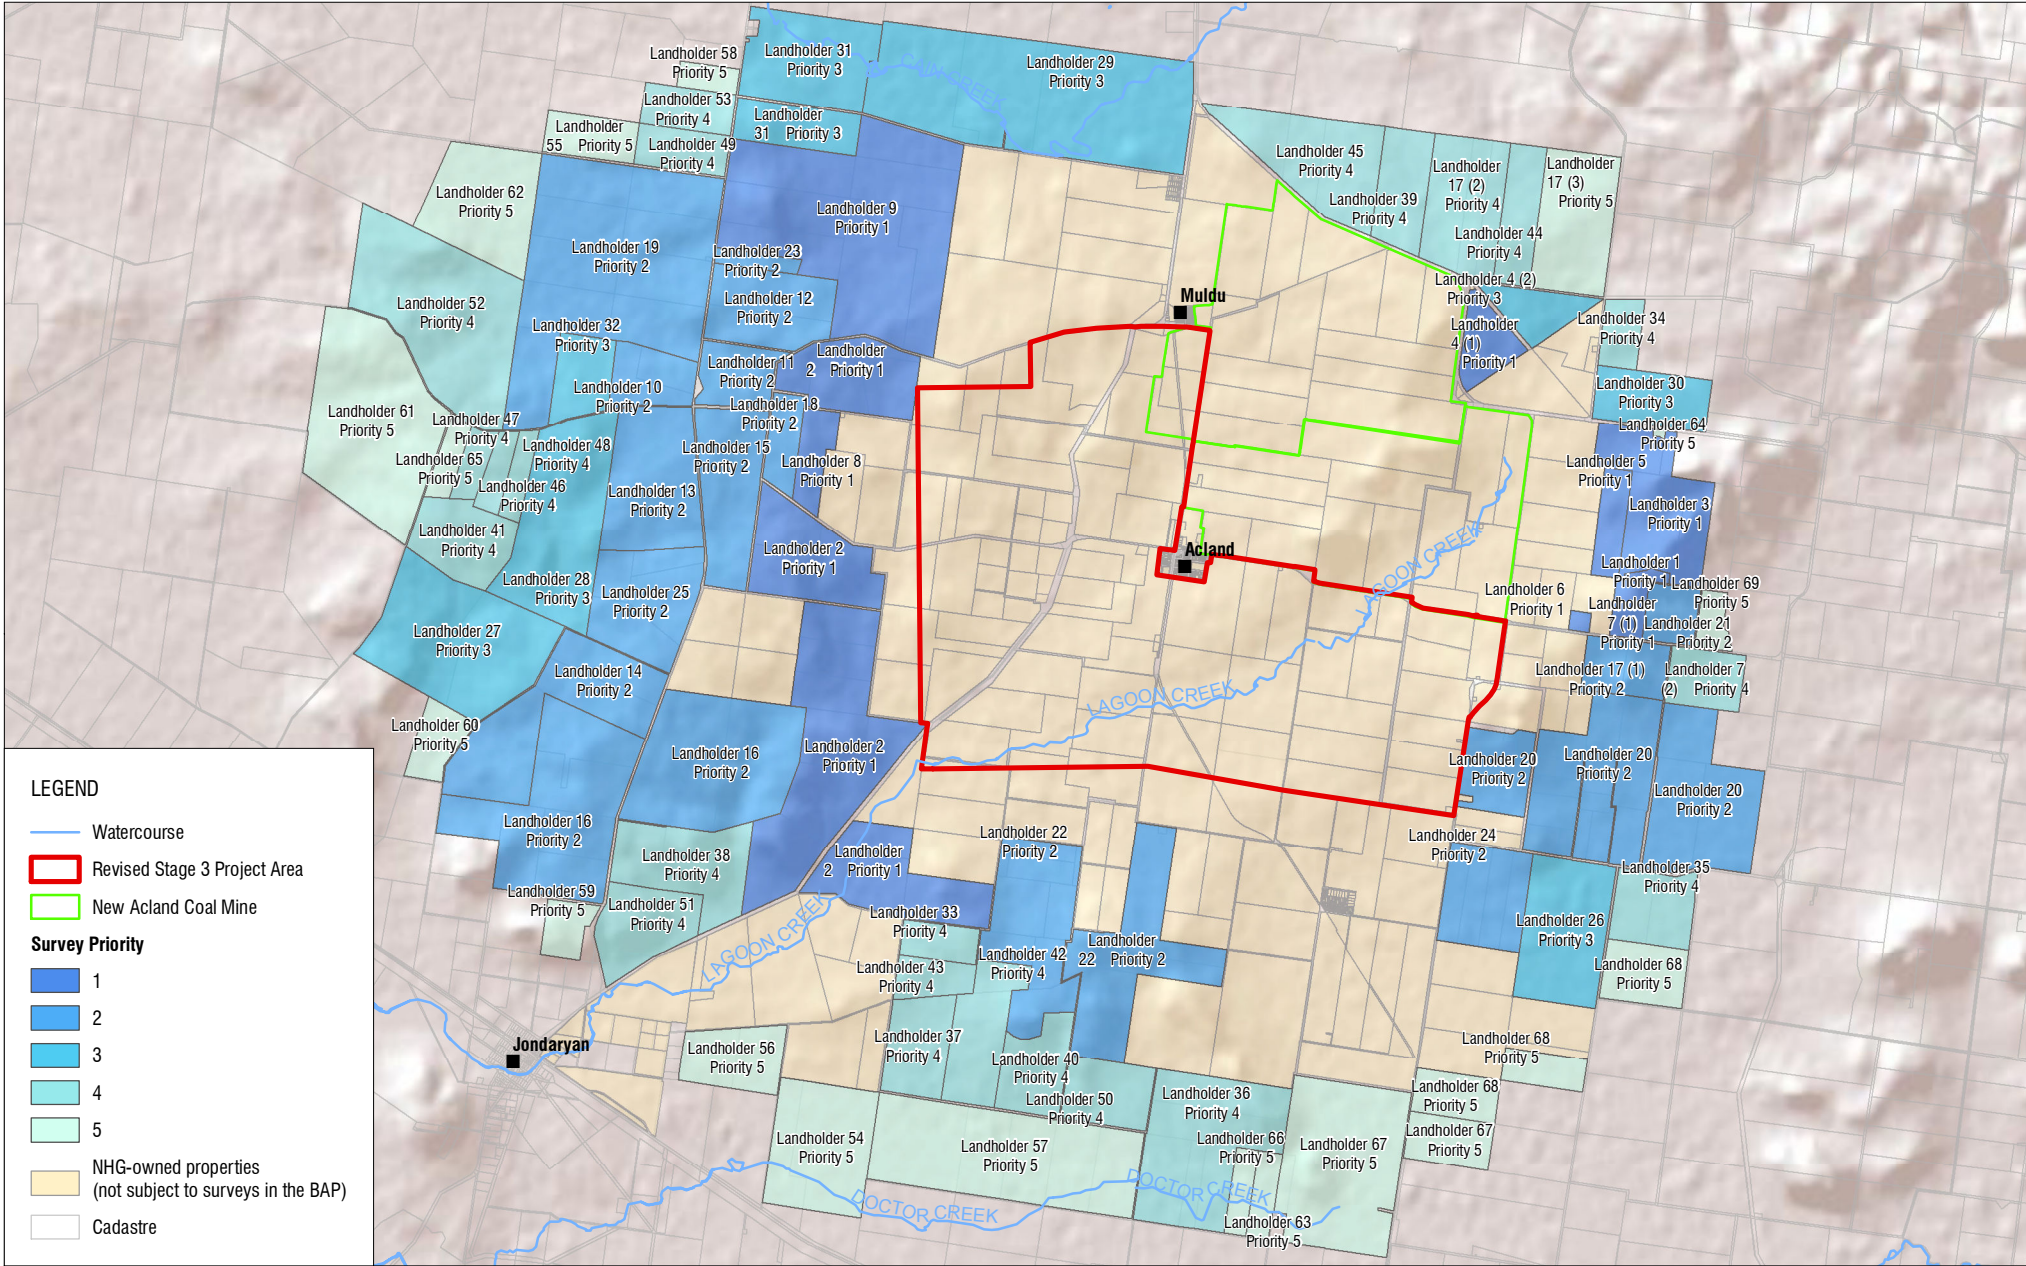 Landholder 58
Priority 5
Landholder 31
Priority 3
Landholder 29
Priority 3
CAIN CREEK
Landholder 53
Priority 4
Landholder
31 Priority 3
Landholder
55 Priority 5
Landholder 49
Priority 4
Landholder 45
Priority 4
Landholder
17 (2)
Priority 4
Landholder
17 (3)
Priority 5
Landholder 62
Priority 5
Landholder 39
Priority 4
Landholder 9
Priority 1
Landholder 44
Priority 4
Landholder 19
Priority 2
Landholder 23
Priority 2
Landholder 4 (2)
Priority 3
Landholder 52
Priority 4
Landholder 12
Priority 2
Muldu
Landholder 32
Priority 3
Landholder
4 (1)
Priority 1
Landholder 34
Priority 4
Landholder 11
Priority 2
Landholder
2 Priority 1
Landholder 10
Priority 2
Landholder 30
Priority 3
Landholder 61
Priority 5
Landholder 47
Priority 4
Landholder 18
Priority 2
Landholder 64
Priority 5
Landholder 48
Priority 4
Landholder 15
Priority 2
Landholder 65
Priority 5
Landholder 8
Priority 1
Landholder 5
Priority 1
Landholder 46
Priority 4
Landholder 13
Priority 2
Landholder 3
Priority 1
Landholder 41
Priority 4
Landholder 2
Priority 1
Acland
LAGOON CREEK
Landholder 1
Priority 1
Landholder 28
Priority 3
Landholder 25
Priority 2
Landholder 6
Priority 1
Landholder 69
Priority 5
Landholder
7 (1)
Priority 1
Landholder 21
Priority 2
Landholder 27
Priority 3
Landholder 14
Priority 2
Landholder 17 (1)
Priority 2
Landholder 7
(2) Priority 4
LAGOON CREEK
Landholder 60
Priority 5
Landholder 16
Priority 2
Landholder 2
Priority 1
Landholder 20
Priority 2
Landholder 20
Priority 2
Landholder 20
Priority 2
Landholder 16
Priority 2
Landholder 22
Priority 2
Landholder 24
Priority 2
Landholder 38
Priority 4
Landholder
2 Priority 1
Landholder 35
Priority 4
Landholder 59
Priority 5
Landholder 51
Priority 4
Landholder 33
Priority 4
Landholder 26
Priority 3
LAGOON CREEK
Landholder 42
Priority 4
Landholder
22 Priority 2
Landholder 43
Priority 4
Landholder 68
Priority 5
Jondaryan
Landholder 56
Priority 5
Landholder 37
Priority 4
Landholder 40
Priority 4
Landholder 68
Priority 5
Landholder 50
Priority 4
Landholder 36
Priority 4
Landholder 68
Priority 5
Landholder 54
Priority 5
Landholder 57
Priority 5
Landholder 66
Priority 5
Landholder 67
Priority 5
Landholder 67
Priority 5
DOCTOR CREEK
DOCTOR CREEK
Landholder 63
Priority 5
LEGEND
Watercourse
Revised Stage 3 Project Area
New Acland Coal Mine
Survey Priority
1
2
3
4
5
NHG-owned properties
(not subject to surveys in the BAP)
Cadastre